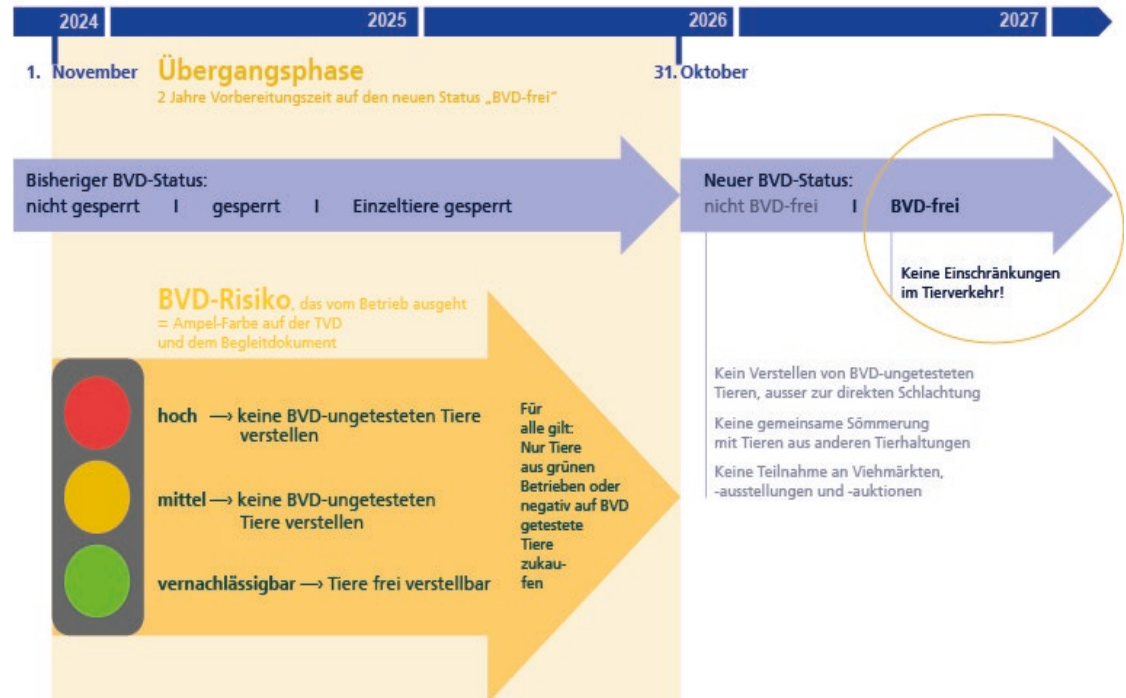 2024
2025
2026
2027
1. November
Übergangsphase
2 Jahre Vorbereitungszeit auf den neuen Status „BVD-frei“
31. Oktober
Bisheriger BVD-Status:
nicht gesperrt I gesperrt I Einzeltiere gesperrt
Neuer BVD-Status:
nicht BVD-frei I BVD-frei
Keine Einschränkungen
im Tierverkehr!
BVD-Risiko, das vom Betrieb ausgeht
= Ampel-Farbe auf der TVD
und dem Begleitdokument
hoch —> keine BVD-ungetesteten Tiere
verstellen
mittel —> keine BVD-ungetesteten
Tiere verstellen
vernachlässigbar —> Tiere frei verstellbar
Für
alle gilt:
Nur Tiere
aus grünen
Betrieben oder
negativ auf BVD
getestete
Tiere
zukau-
fen
Kein Verstellen von BVD-ungetesteten
Tieren, ausser zur direkten Schlachtung
Keine gemeinsame Sömmerung
mit Tieren aus anderen Tierhaltungen
Keine Teilnahme an Viehmärkten,
-ausstellungen und -auktionen